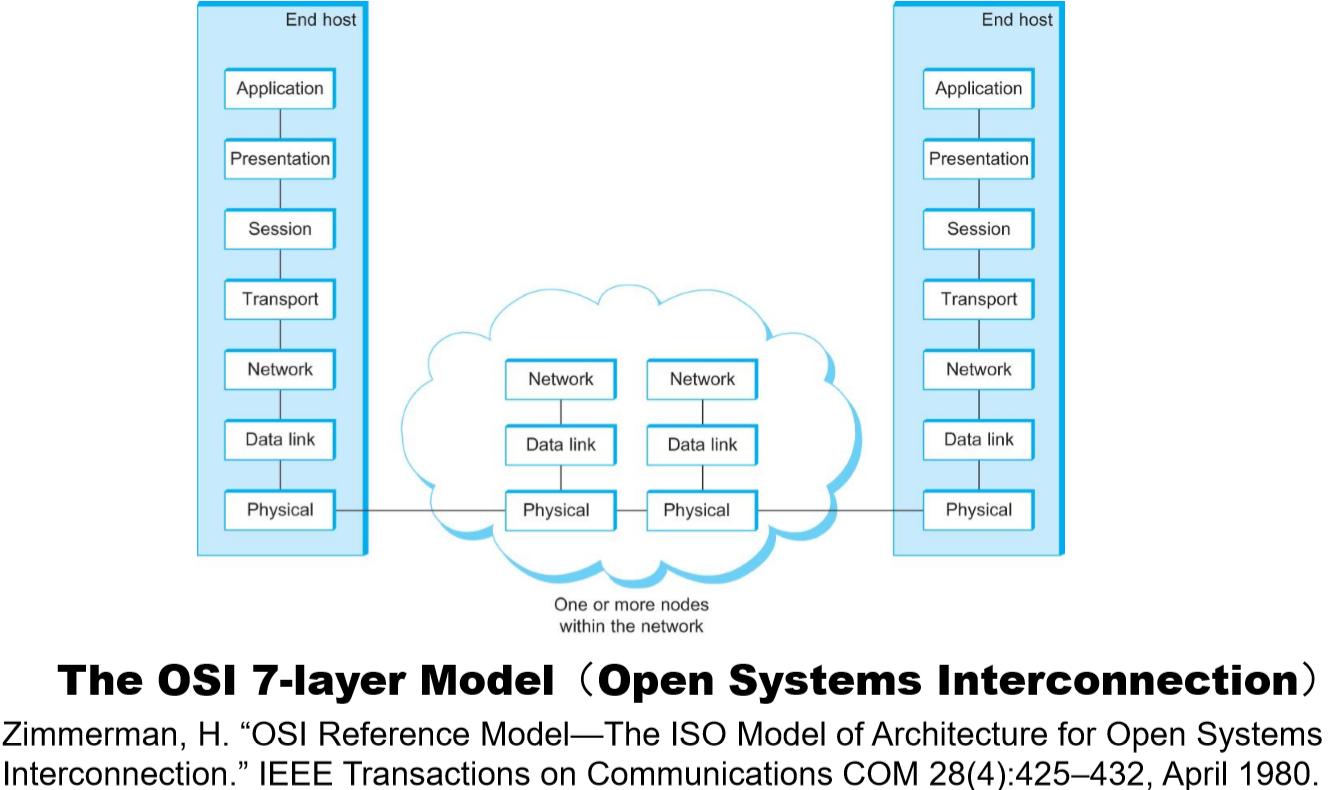 End host
Application
Presentation
Session
Transport
Network
Data link
Physical
Network
Data link
Physical
Network
Data link
Physical
One or more nodes
within the network
End host
Application
Presentation
Session
Transport
Network
Data link
Physical
The OSI 7-layer Model（Open Systems Interconnection）
Zimmerman, H. “OSI Reference Model—The ISO Model of Architecture for Open Systems
Interconnection.” IEEE Transactions on Communications COM 28(4):425–432, April 1980.